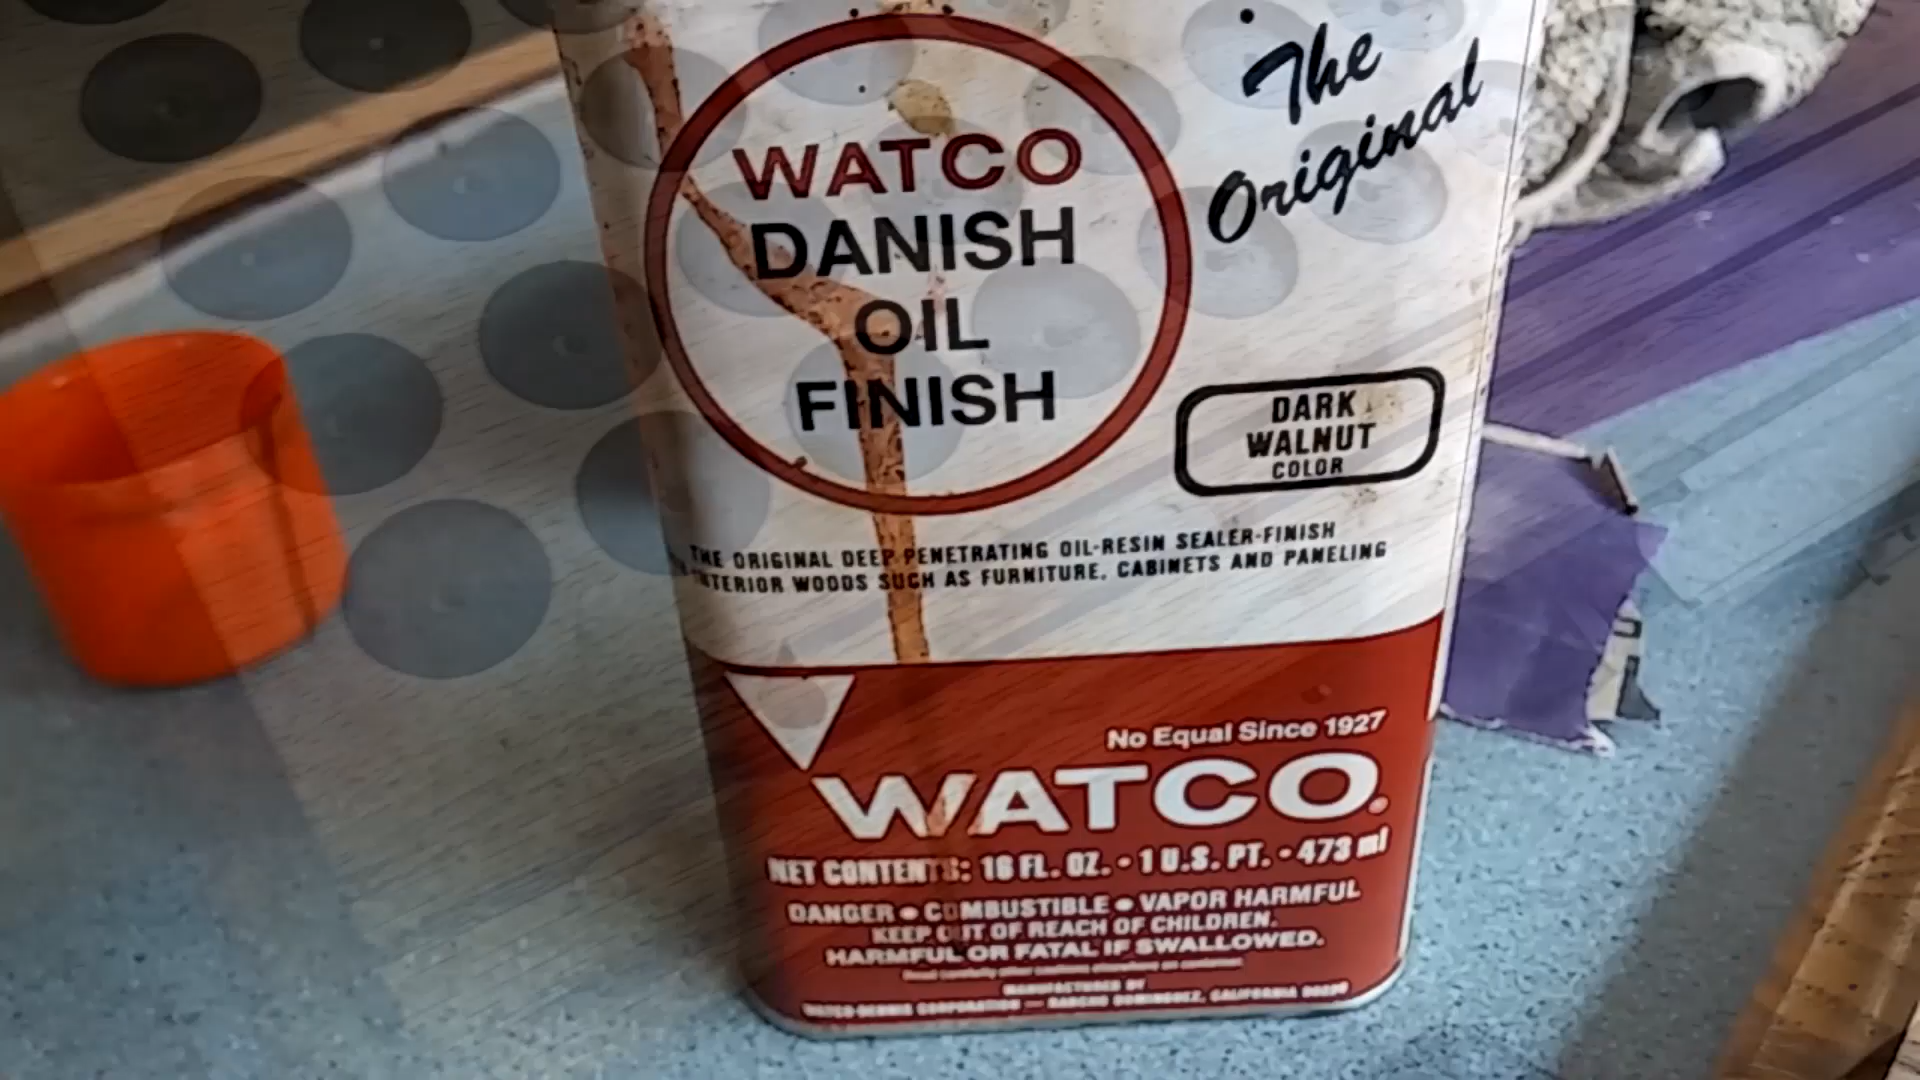 The
Original
WATCO
DANISH
OIL
FINISH
DARK
WALNUT
COLOR
THE ORIGINAL DEEP PENETRATING OIL-RESIN SEALER-FINISH
INTERIOR WOODS SUCH AS FURNITURE, CABINETS AND PANELING
No Equal Since 1927
WATCO®
NET CONTENTS: 16 FL. OZ. • 1 U.S. PT. • 473 ml
DANGER • COMBUSTIBLE • VAPOR HARMFUL
KEEP OUT OF REACH OF CHILDREN.
HARMFUL OR FATAL IF SWALLOWED.
MANUFACTURED BY
WATCO-DENNIS CORPORATION — RANCHO DOMINGUEZ, CALIFORNIA